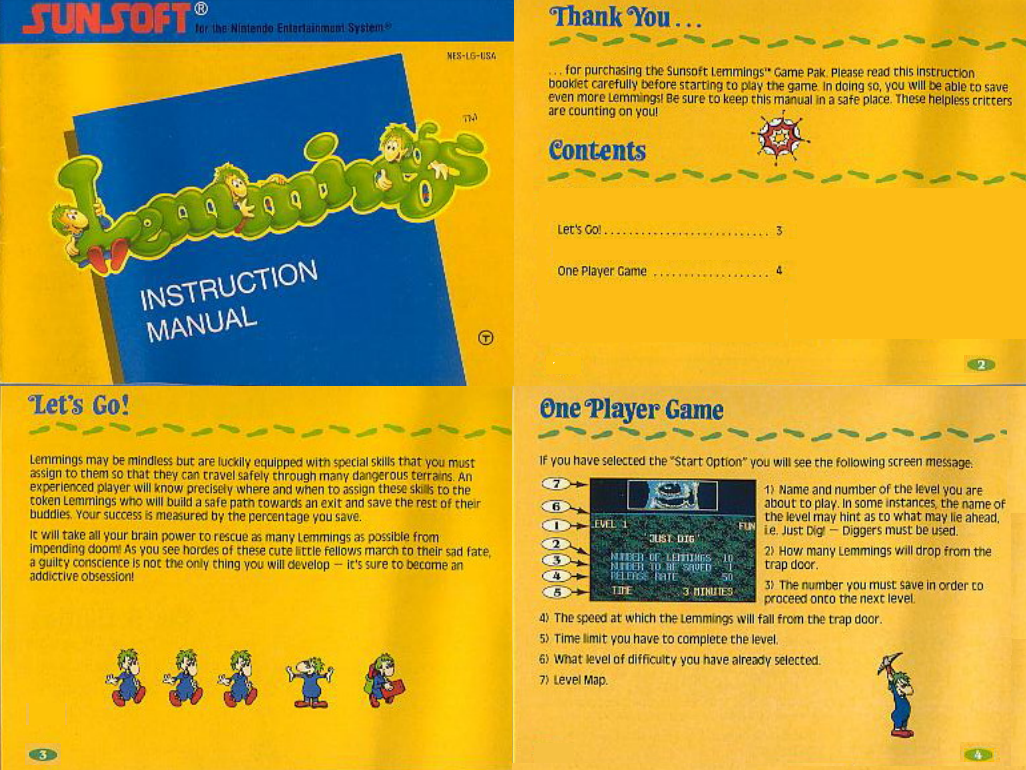 SUNSOFT®
for the Nintendo Entertainment System®
NES-L6-USA
TM
Lemmings
INSTRUCTION
MANUAL
T
Thank You . . .
. . . for purchasing the Sunsoft Lemmings™ Game Pak. Please read this instruction
booklet carefully before starting to play the game. In doing so, you will be able to save
even more Lemmings! Be sure to keep this manual in a safe place. These helpless critters
are counting on you!
Contents
Let's Go! . . . . . . . . . . . . . . . . . . . . . . . . . . . 3
One Player Game . . . . . . . . . . . . . . . . . . . 4
2
Let's Go!
Lemmings may be mindless but are luckily equipped with special skills that you must
assign to them so that they can travel safely through many dangerous terrains. An
experienced player will know precisely where and when to assign these skills to the
token Lemmings who will build a safe path towards an exit and save the rest of their
buddies. Your success is measured by the percentage you save.
It will take all your brain power to rescue as many Lemmings as possible from
impending doom! As you see hordes of these cute little fellows march to their sad fate,
a guilty conscience is not the only thing you will develop — it's sure to become an
addictive obsession!
3
One Player Game
If you have selected the "Start Option" you will see the following screen message:
7
6
1
2
3
4
5
LEVEL 1 FUN
JUST DIG
NUMBER OF LEMMINGS 10
NUMBER TO BE SAVED 1
RELEASE RATE 50
TIME 3 MINUTES
1) Name and number of the level you are
about to play. In some instances, the name of
the level may hint as to what may lie ahead,
i.e. Just Dig! — Diggers must be used.
2) How many Lemmings will drop from the
trap door.
3) The number you must save in order to
proceed onto the next level.
4) The speed at which the Lemmings will fall from the trap door.
5) Time limit you have to complete the level.
6) What level of difficulty you have already selected.
7) Level Map.
4